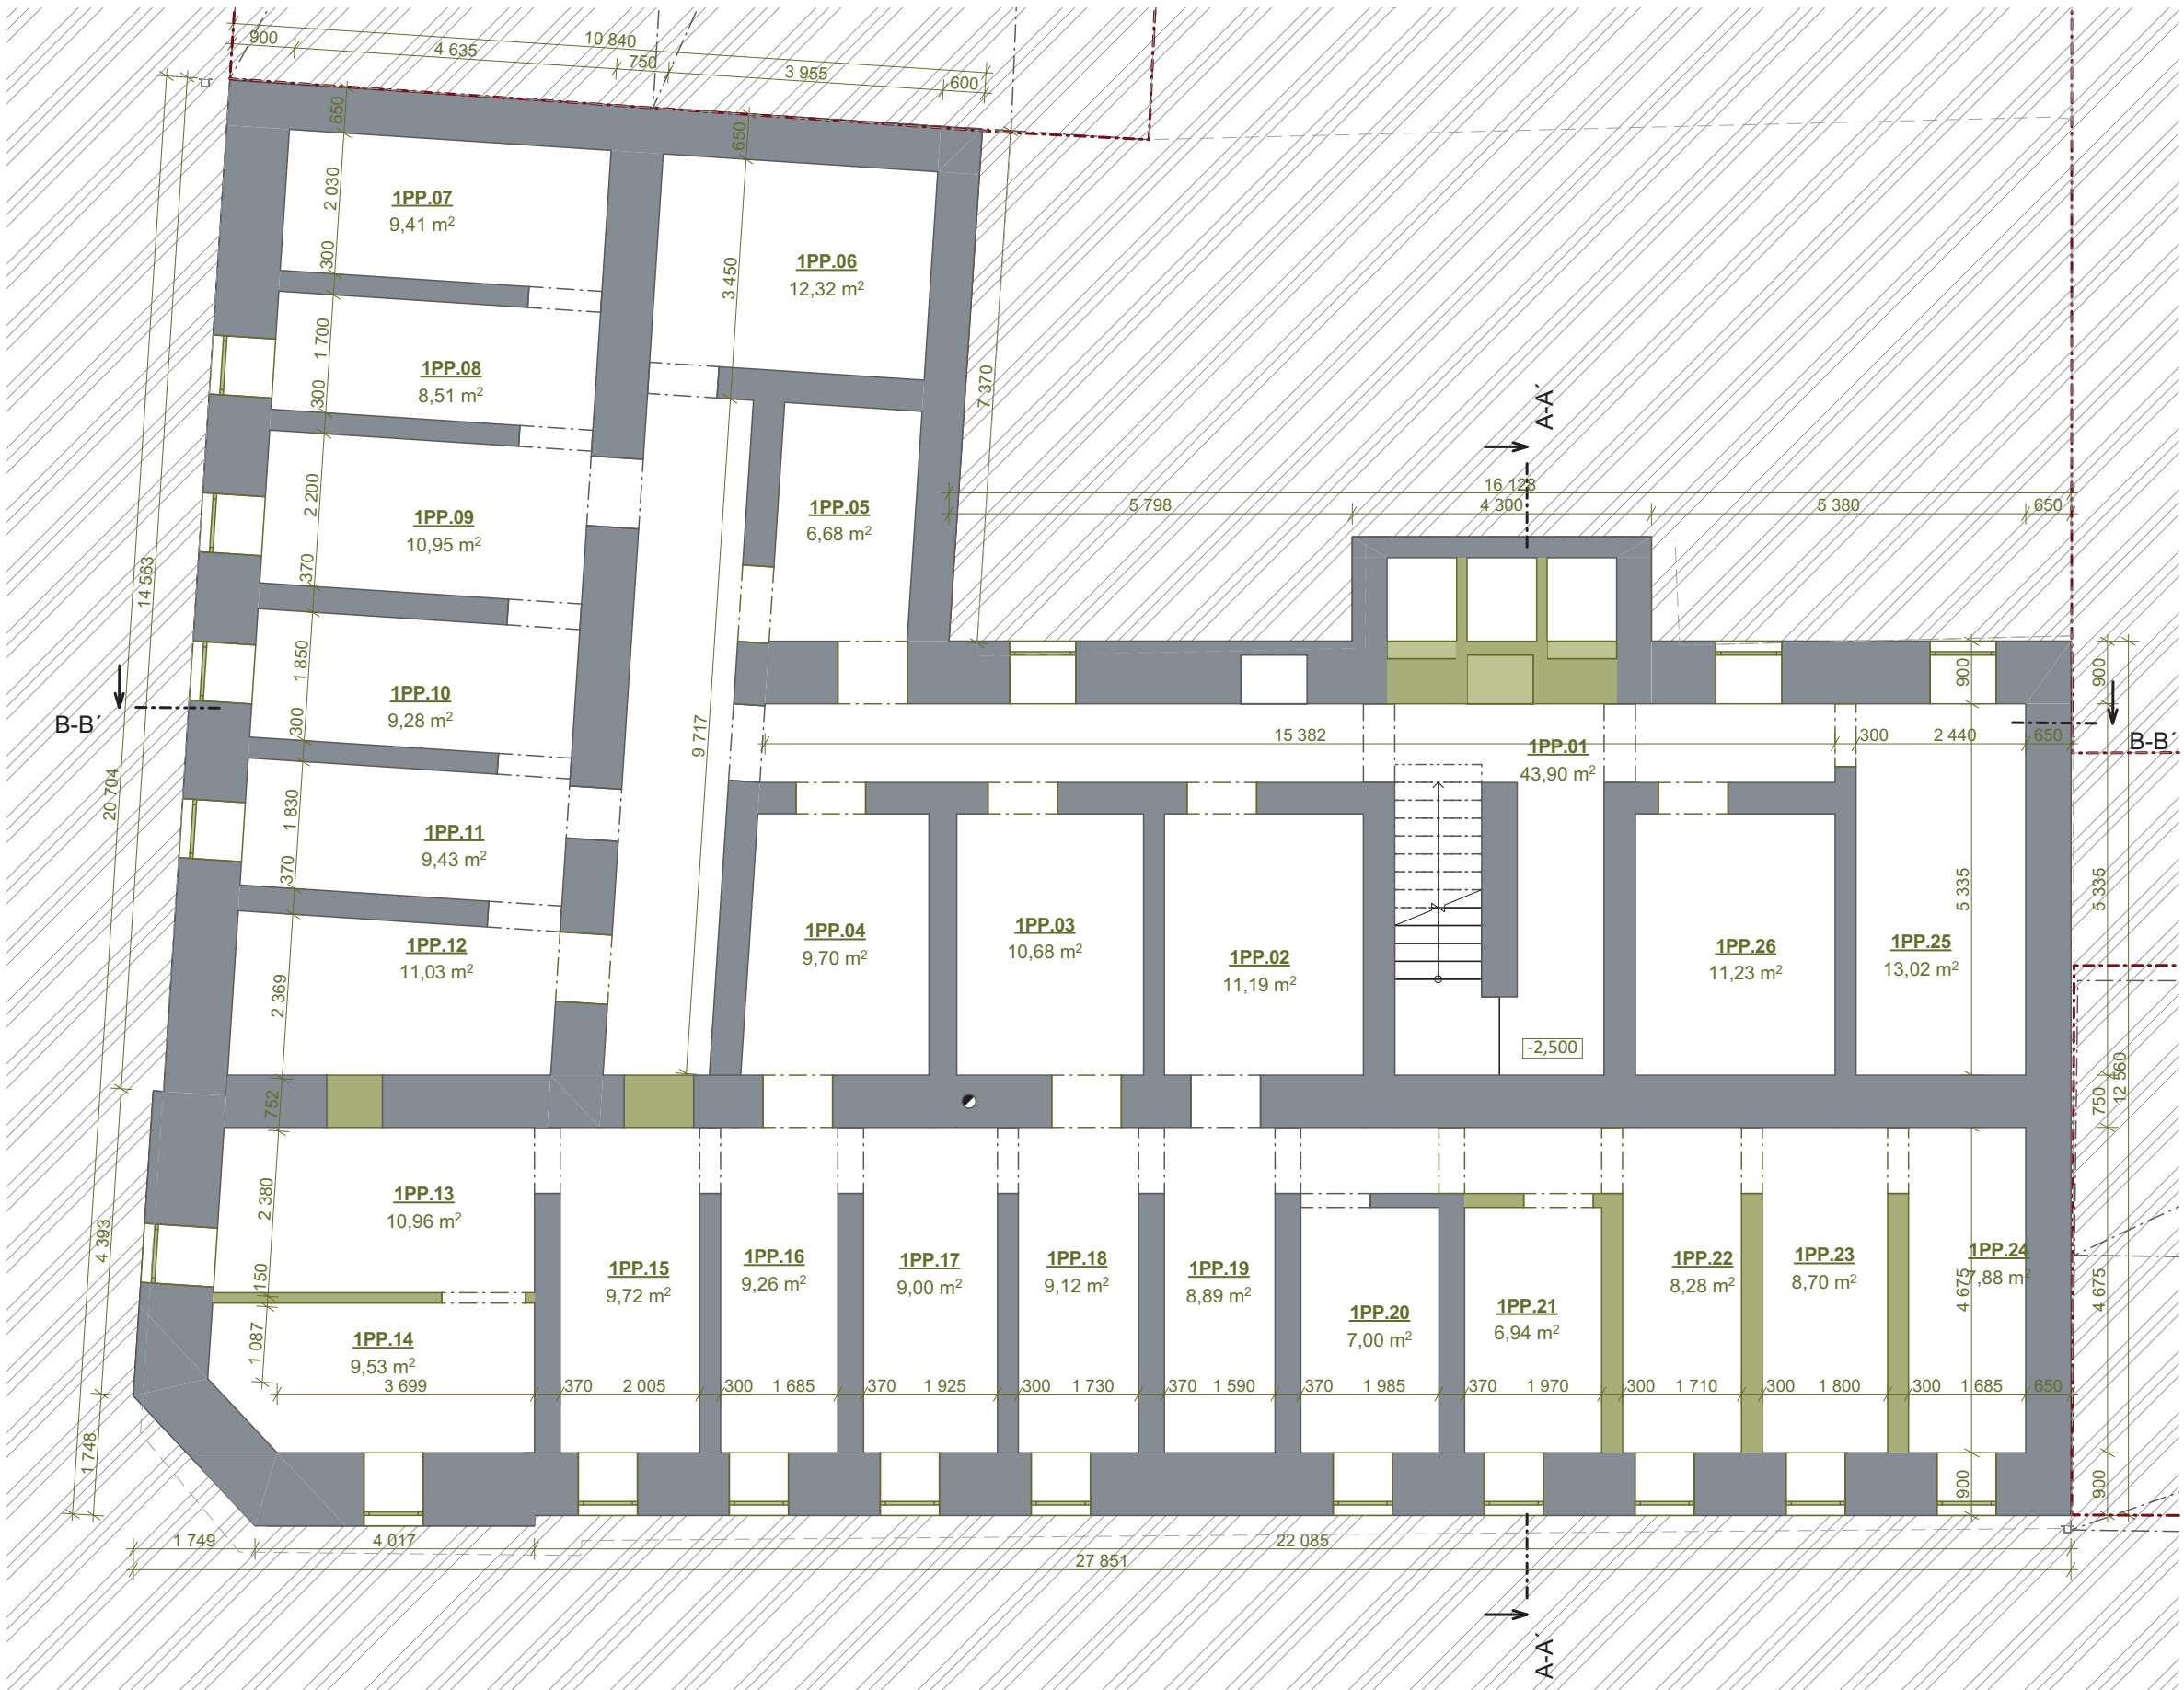 900
10 840
4 635
750
3 955
600
650
650
2 030
1PP.07
9,41 m²
300
3 450
1PP.06
12,32 m²
1 700
1PP.08
8,51 m²
300
7 370
A-A´
16 128
5 798
4 300
5 380
650
2 200
1PP.09
10,95 m²
1PP.05
6,68 m²
370
14 563
1 850
1PP.10
9,28 m²
300
B-B´
9 717
15 382
1PP.01
43,90 m²
300
2 440
650
900
900
B-B´
20 704
1 830
1PP.11
9,43 m²
370
1PP.12
11,03 m²
2 369
1PP.04
9,70 m²
1PP.03
10,68 m²
1PP.02
11,19 m²
-2,500
1PP.26
11,23 m²
1PP.25
13,02 m²
5 335
5 335
752
750
12 560
2 380
1PP.13
10,96 m²
4 393
150
1 087
1PP.14
9,53 m²
1PP.15
9,72 m²
1PP.16
9,26 m²
1PP.17
9,00 m²
1PP.18
9,12 m²
1PP.19
8,89 m²
1PP.20
7,00 m²
1PP.21
6,94 m²
1PP.22
8,28 m²
1PP.23
8,70 m²
1PP.24
7,88 m²
4 675
4 675
3 699
370
2 005
300
1 685
370
1 925
300
1 730
370
1 590
370
1 985
370
1 970
300
1 710
300
1 800
300
1 685
650
1 748
900
900
1 749
4 017
22 085
27 851
A-A´